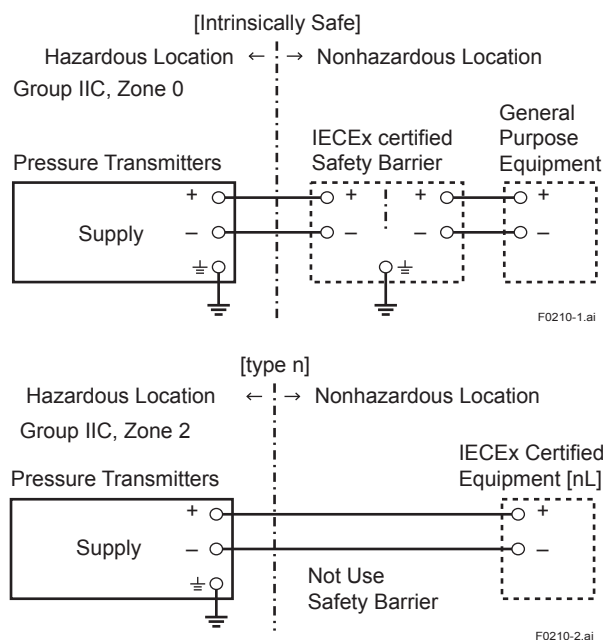 [Intrinsically Safe]
Hazardous Location ← → Nonhazardous Location
Group IIC, Zone 0
General
Purpose
Equipment
IECEx certified
Safety Barrier
Pressure Transmitters
+ + + +
Supply
– – – –
F0210-1.ai
[type n]
Hazardous Location ← → Nonhazardous Location
Group IIC, Zone 2
IECEx Certified
Equipment [nL]
Pressure Transmitters
+ +
Supply
– –
Not Use
Safety Barrier
F0210-2.ai